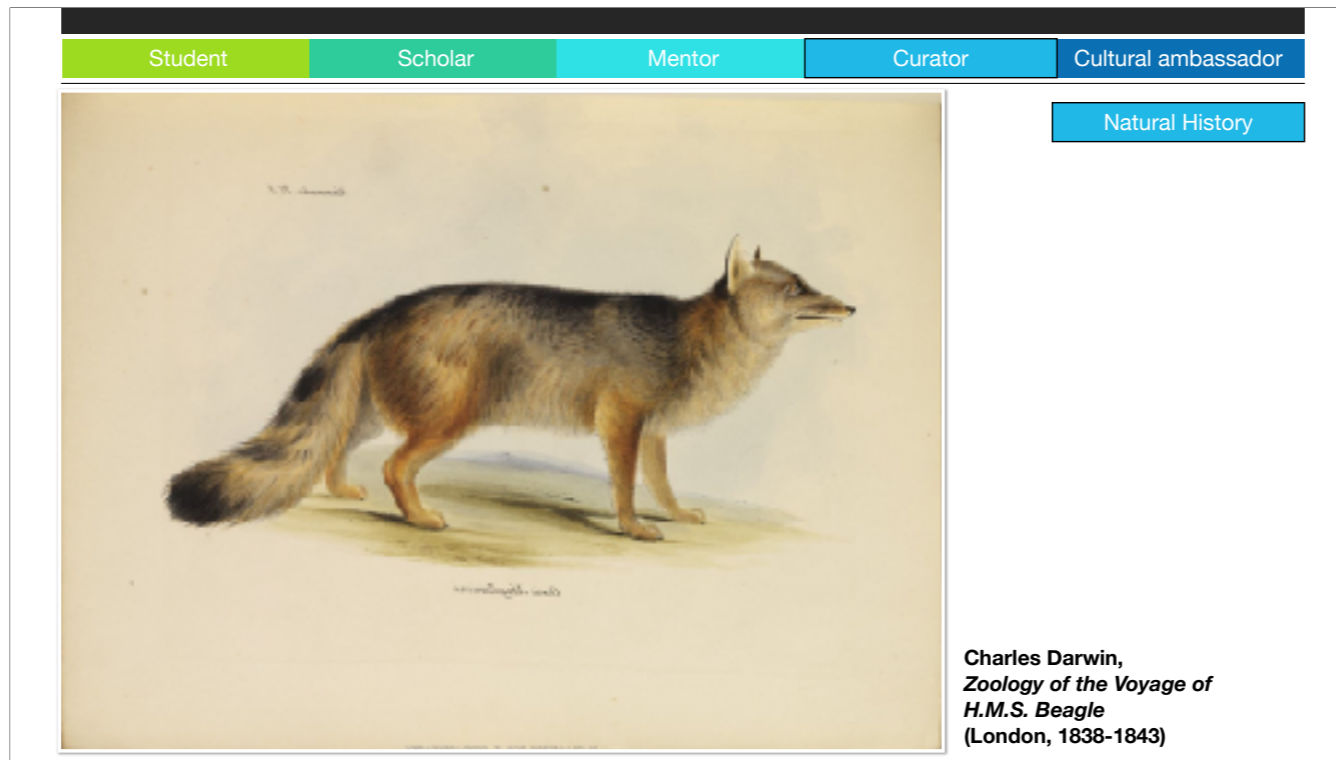 Student
Scholar
Mentor
Curator
Cultural ambassador
Natural History
Charles Darwin,
Zoology of the Voyage of
H.M.S. Beagle
(London, 1838-1843)